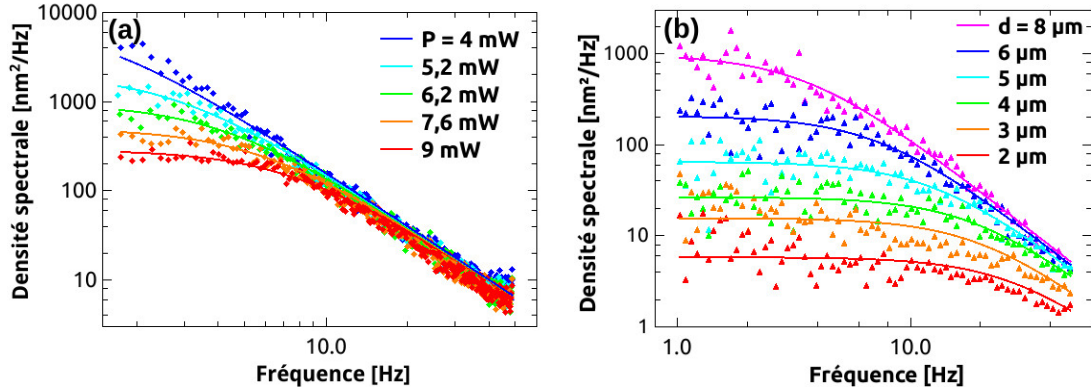 (a)
Densité spectrale [nm²/Hz]
10000
1000
100
10
P = 4 mW
5,2 mW
6,2 mW
7,6 mW
9 mW
10.0
Fréquence [Hz]
(b)
Densité spectrale [nm²/Hz]
1000
100
10
1
d = 8 µm
6 µm
5 µm
4 µm
3 µm
2 µm
1.0 10.0
Fréquence [Hz]